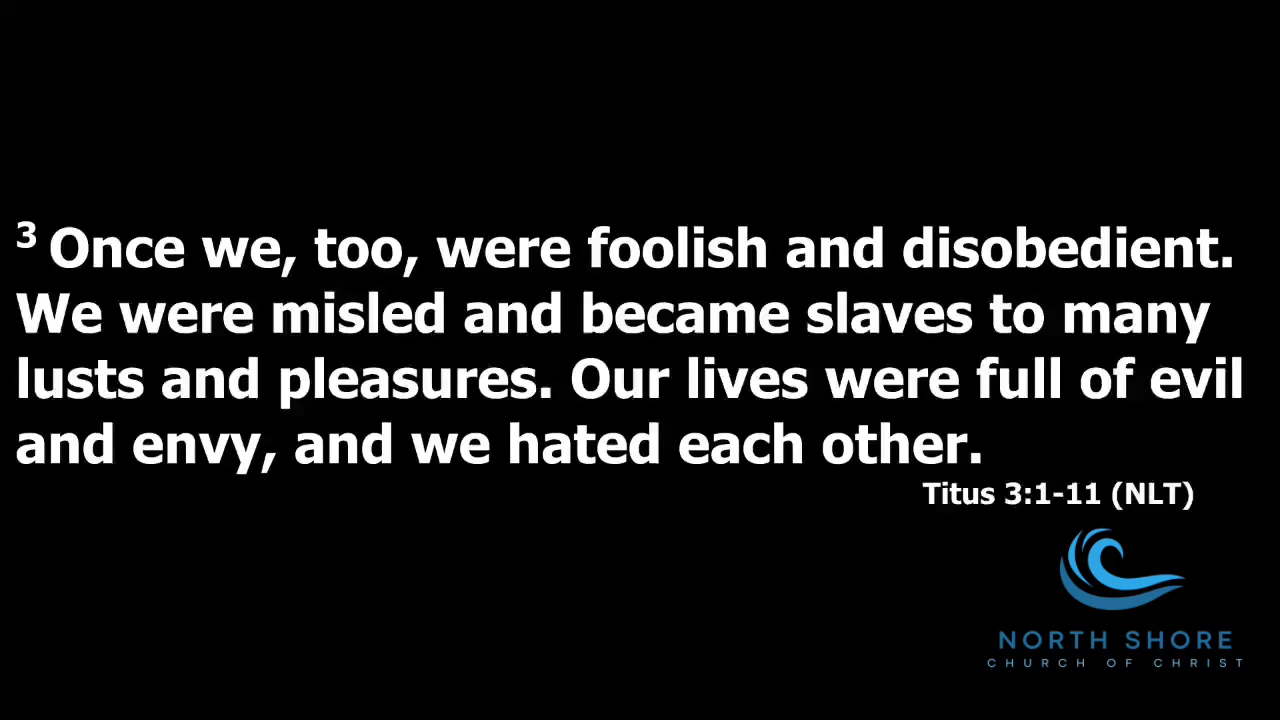 3 Once we, too, were foolish and disobedient.
We were misled and became slaves to many
lusts and pleasures. Our lives were full of evil
and envy, and we hated each other.
Titus 3:1-11 (NLT)
NORTH SHORE
CHURCH OF CHRIST